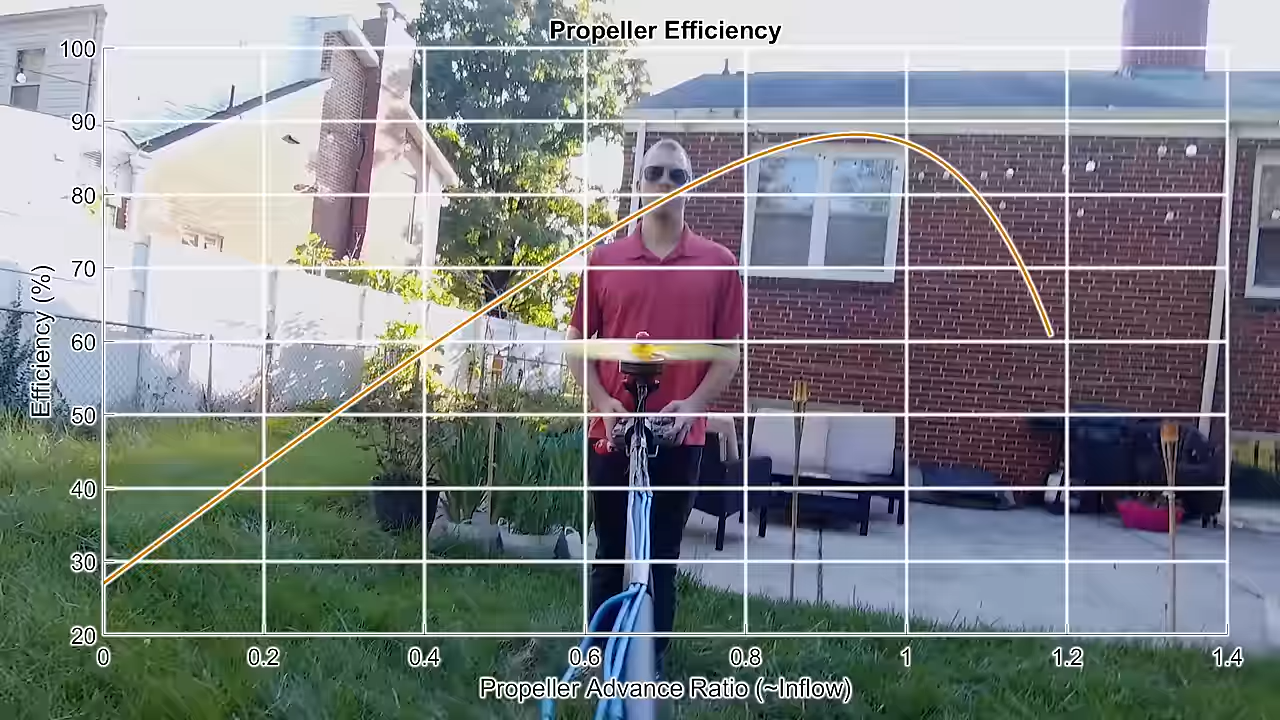 Propeller Efficiency
100
90
80
70
60
50
40
30
20
Efficiency (%)
0 0.2 0.4 0.6 0.8 1 1.2 1.4
Propeller Advance Ratio (~Inflow)